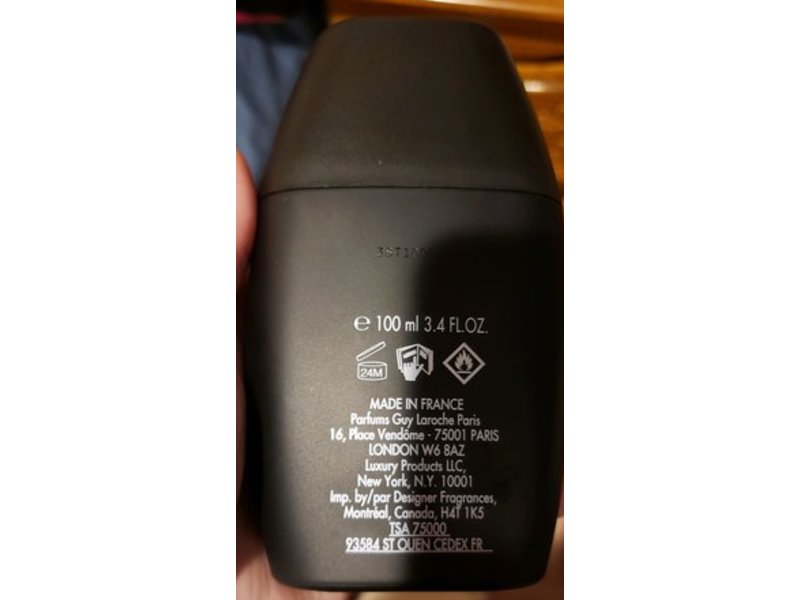 ℮ 100 ml 3.4 FL.OZ.
24M
MADE IN FRANCE
Parfums Guy Laroche Paris
16, Place Vendôme - 75001 PARIS
LONDON W6 8AZ
Luxury Products LLC,
New York, N.Y. 10001
Imp. by/par Designer Fragrances,
Montréal, Canada, H4T 1K5
TSA 75000
93584 ST OUEN CEDEX FR